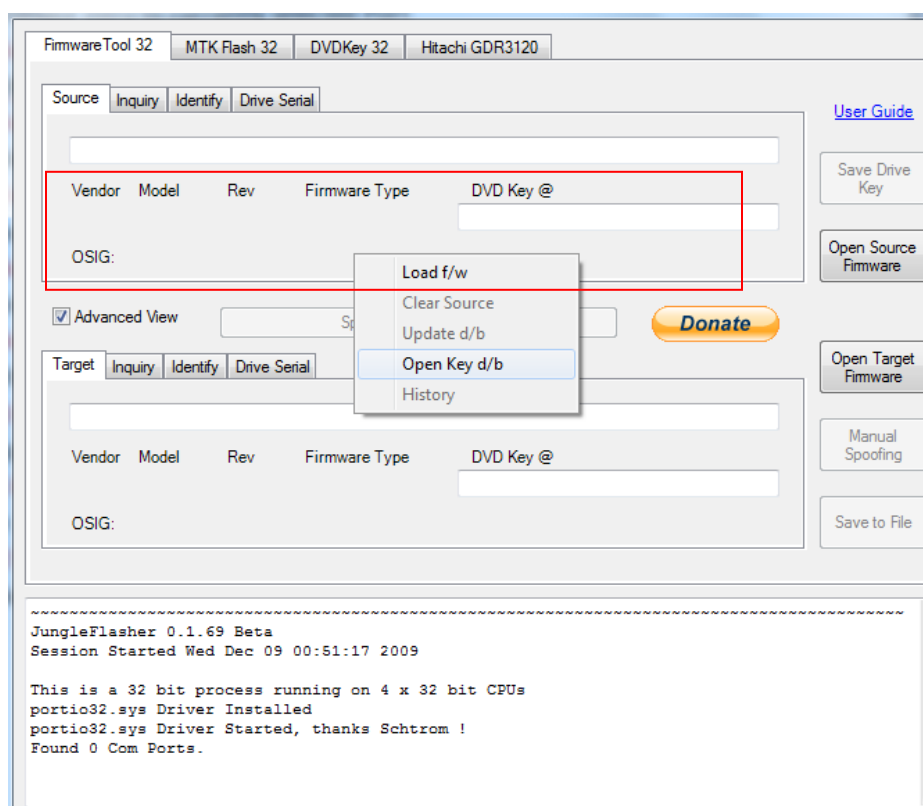 FirmwareTool 32 MTK Flash 32 DVDKey 32 Hitachi GDR3120
Source Inquiry Identify Drive Serial
User Guide
Save Drive
Key
Vendor Model Rev Firmware Type DVD Key @
OSIG:
Open Source
Firmware
Load f/w
Clear Source
Update d/b
Open Key d/b
History
Advanced View
Sp
Donate
Target Inquiry Identify Drive Serial
Open Target
Firmware
Manual
Spoofing
Vendor Model Rev Firmware Type DVD Key @
OSIG:
Save to File
~~~~~~~~~~~~~~~~~~~~~~~~~~~~~~~~~~~~~~~~~~~~~~~~~~~~~~~~~~~~~~~~~~~~~~~~~~~~~~~~~~~~~~~~~~
JungleFlasher 0.1.69 Beta
Session Started Wed Dec 09 00:51:17 2009
This is a 32 bit process running on 4 x 32 bit CPUs
portio32.sys Driver Installed
portio32.sys Driver Started, thanks Schtrom !
Found 0 Com Ports.